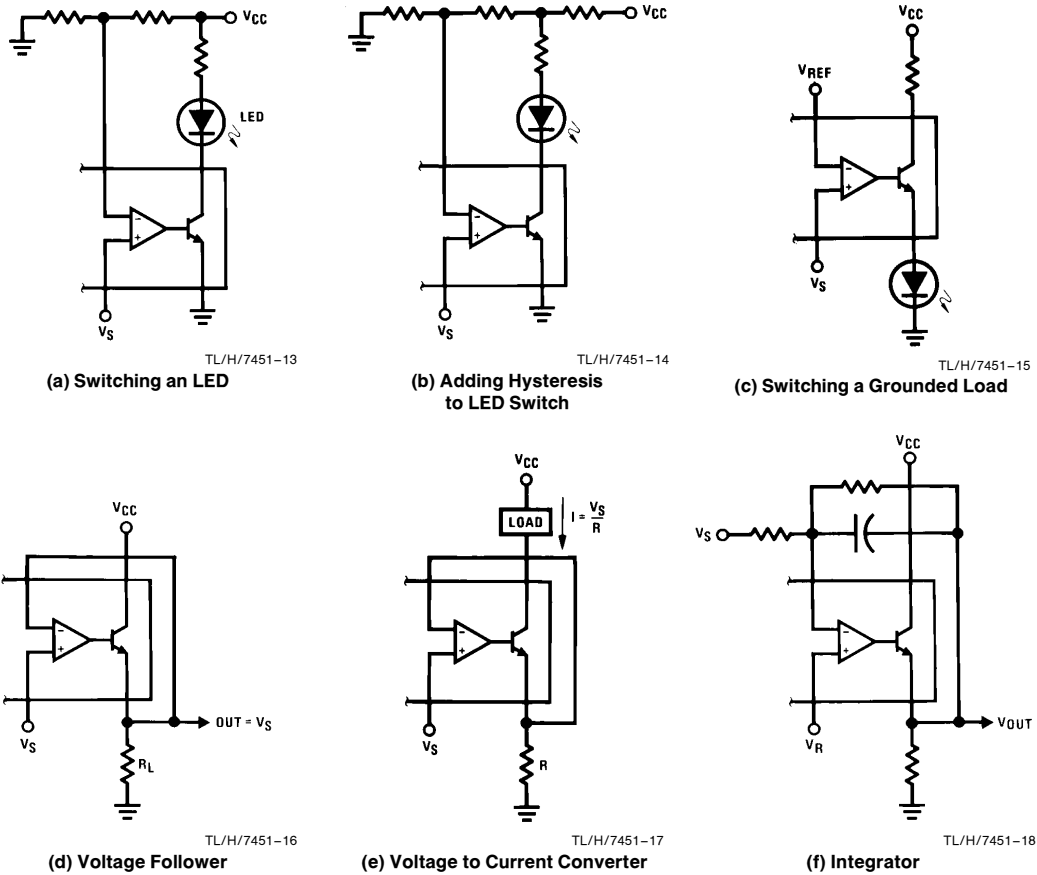 VCC
LED
−
+
VS
TL/H/7451–13
(a) Switching an LED
VCC
−
+
VS
TL/H/7451–14
(b) Adding Hysteresis
to LED Switch
VCC
VREF
−
+
VS
TL/H/7451–15
(c) Switching a Grounded Load
VCC
−
+
VS
OUT = VS
RL
TL/H/7451–16
(d) Voltage Follower
VCC
LOAD
I = VS/R
−
+
VS
R
TL/H/7451–17
(e) Voltage to Current Converter
VCC
VS
−
+
VR
VOUT
TL/H/7451–18
(f) Integrator